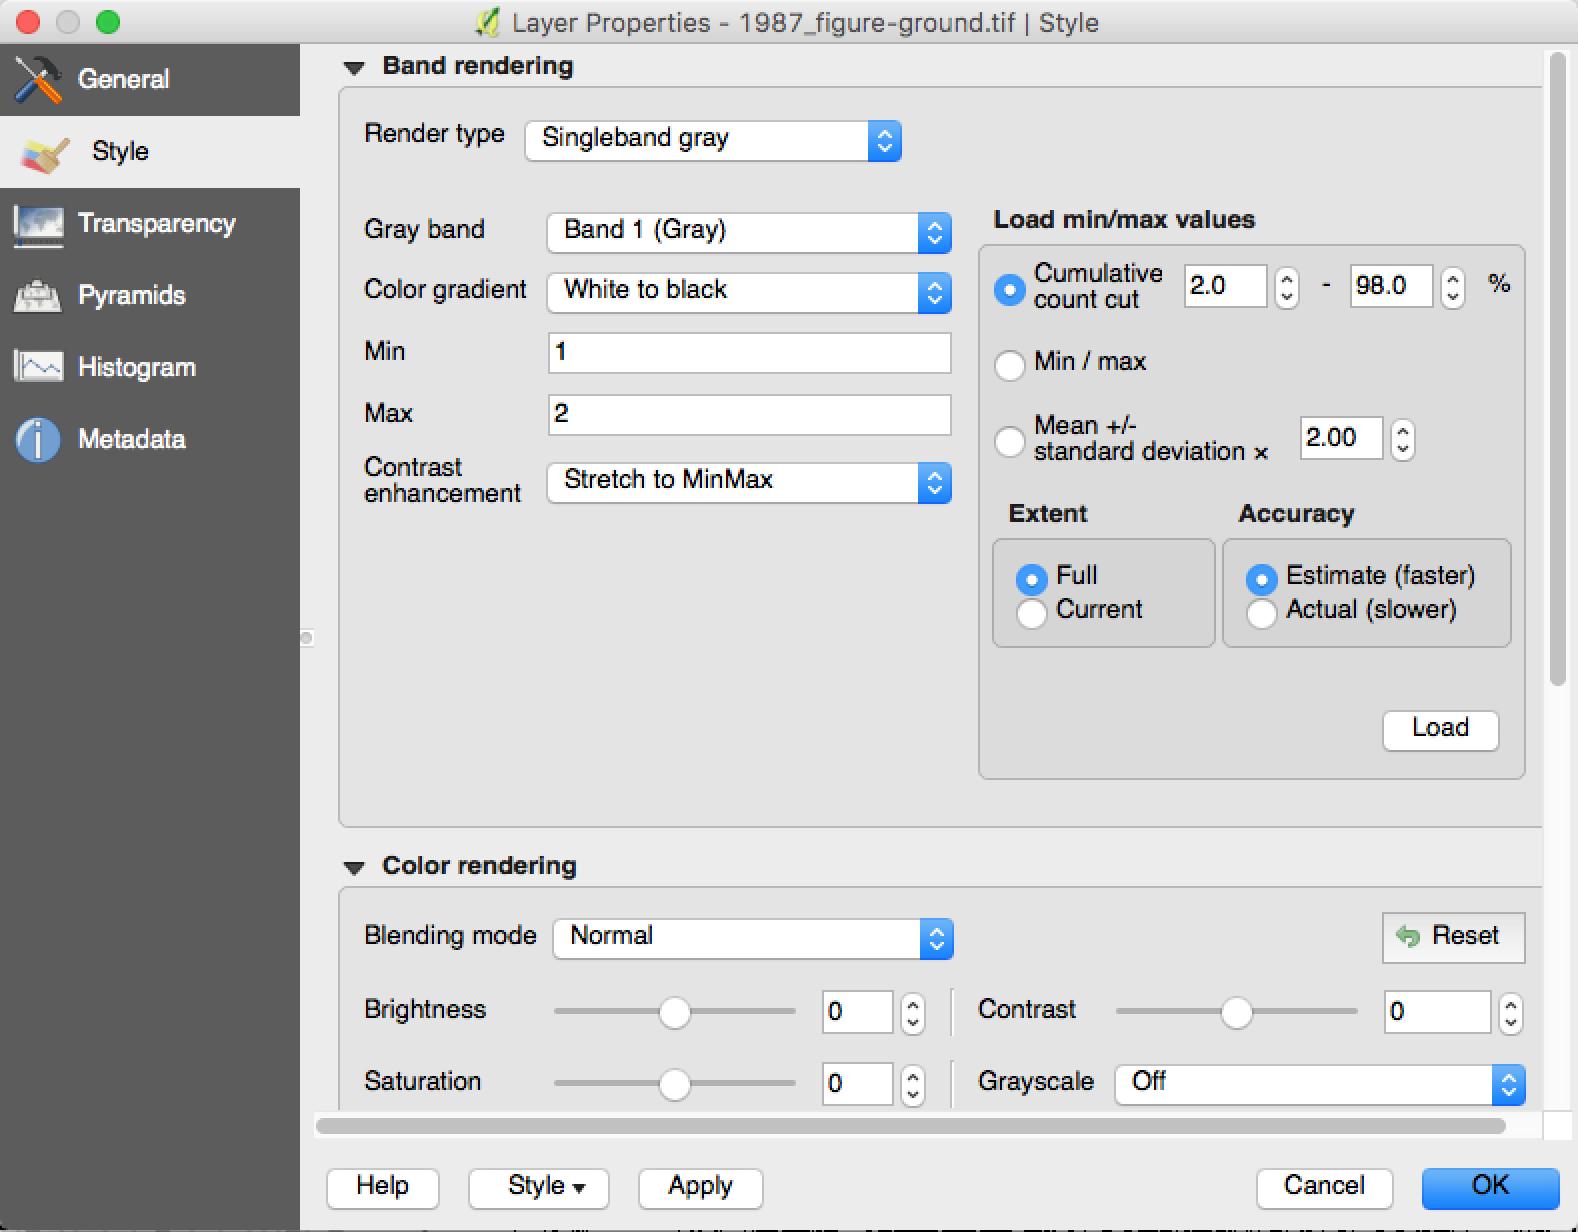 Layer Properties - 1987_figure-ground.tif | Style
General
Style
Transparency
Pyramids
Histogram
Metadata
Band rendering
Render type Singleband gray
Gray band Band 1 (Gray)
Color gradient White to black
Min 1
Max 2
Contrast
enhancement Stretch to MinMax
Load min/max values
Cumulative
count cut 2.0 - 98.0 %
Min / max
Mean +/-
standard deviation × 2.00
Extent
Full
Current
Accuracy
Estimate (faster)
Actual (slower)
Load
Color rendering
Blending mode Normal
Reset
Brightness 0 Contrast 0
Saturation 0 Grayscale Off
Help Style Apply Cancel OK